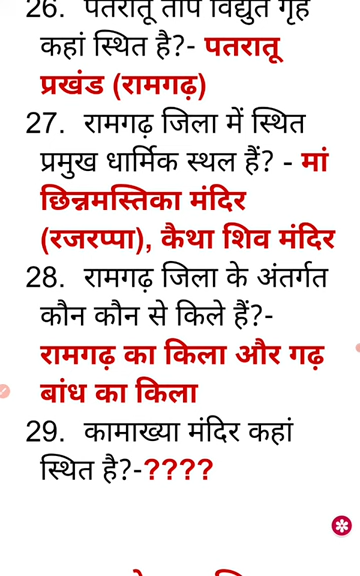 26. पतरातू ताप विद्युत गृह
कहां स्थित है?- पतरातू
प्रखंड (रामगढ़)
27. रामगढ़ जिला में स्थित
प्रमुख धार्मिक स्थल हैं? - मां
छिन्नमस्तिका मंदिर
(रजरप्पा), कैथा शिव मंदिर
28. रामगढ़ जिला के अंतर्गत
कौन कौन से किले हैं?-
रामगढ़ का किला और गढ़
बांध का किला
29. कामाख्या मंदिर कहां
स्थित है?-????